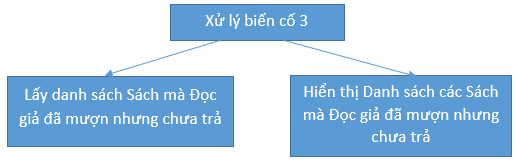 Xử lý biến cố 3
Lấy danh sách Sách mà Đọc
giả đã mượn nhưng chưa trả
Hiển thị Danh sách các Sách
mà Đọc giả đã mượn nhưng
chưa trả